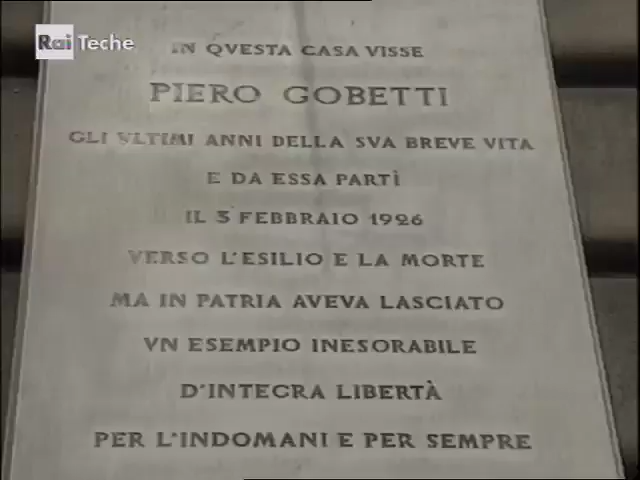 Rai Teche
IN QVESTA CASA VISSE
PIERO GOBETTI
GLI VLTIMI ANNI DELLA SVA BREVE VITA
E DA ESSA PARTÌ
IL 3 FEBBRAIO 1926
VERSO L'ESILIO E LA MORTE
MA IN PATRIA AVEVA LASCIATO
VN ESEMPIO INESORABILE
D'INTEGRA LIBERTÀ
PER L'INDOMANI E PER SEMPRE